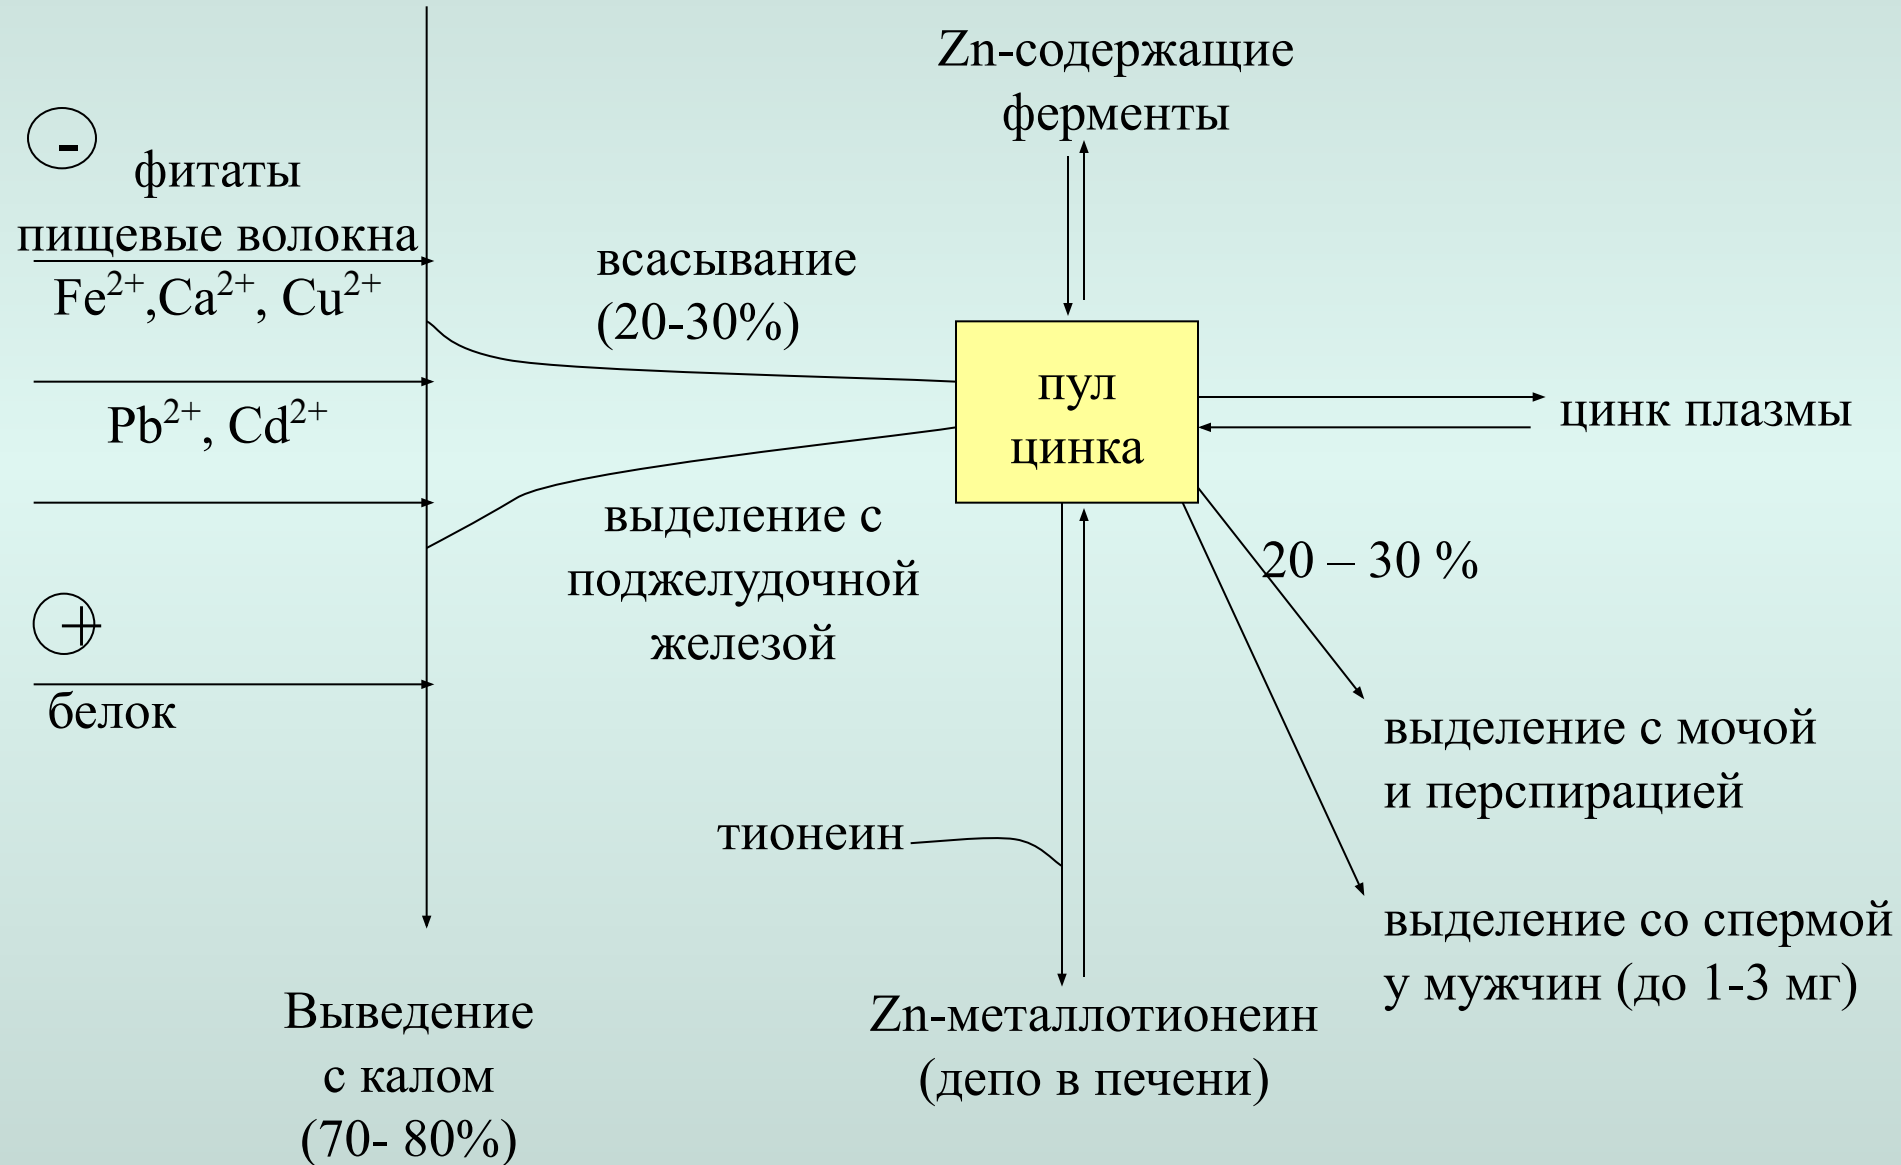 Zn-содержащие
ферменты
-
фитаты
пищевые волокна
Fe²⁺,Ca²⁺, Cu²⁺
всасывание
(20-30%)
пул
цинка
цинк плазмы
Pb²⁺, Cd²⁺
выделение с
поджелудочной
железой
20 – 30 %
+
белок
выделение с мочой
и перспирацией
тионеин
выделение со спермой
у мужчин (до 1-3 мг)
Выведение
с калом
(70- 80%)
Zn-металлотионеин
(депо в печени)